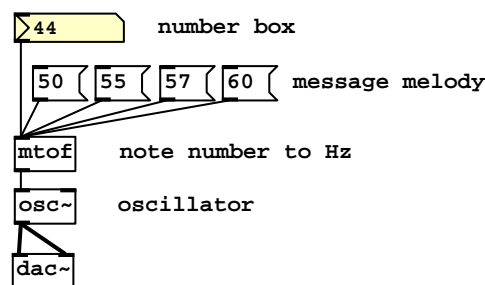 44 number box
50 55 57 60 message melody
mtof note number to Hz
osc~ oscillator
dac~